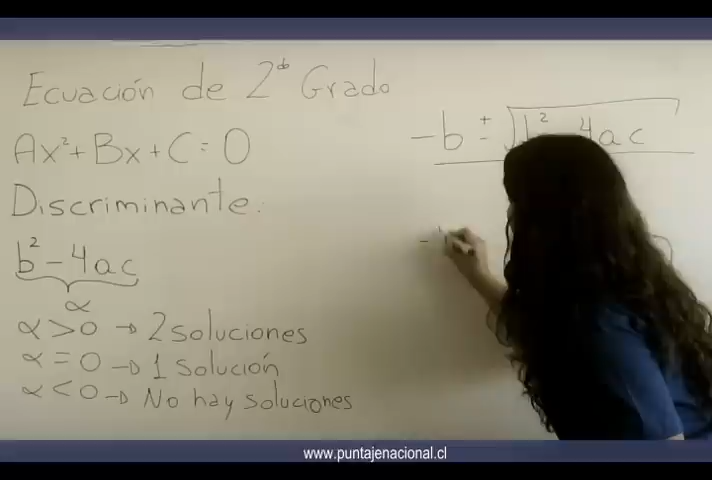 Ecuación de 2do Grado
Ax²+Bx+C=0
Discriminante:
b²-4ac
α
α>0 → 2 soluciones
α=0 → 1 solución
α<0 → No hay soluciones
-b ± √b² 4ac
www.puntajenacional.cl